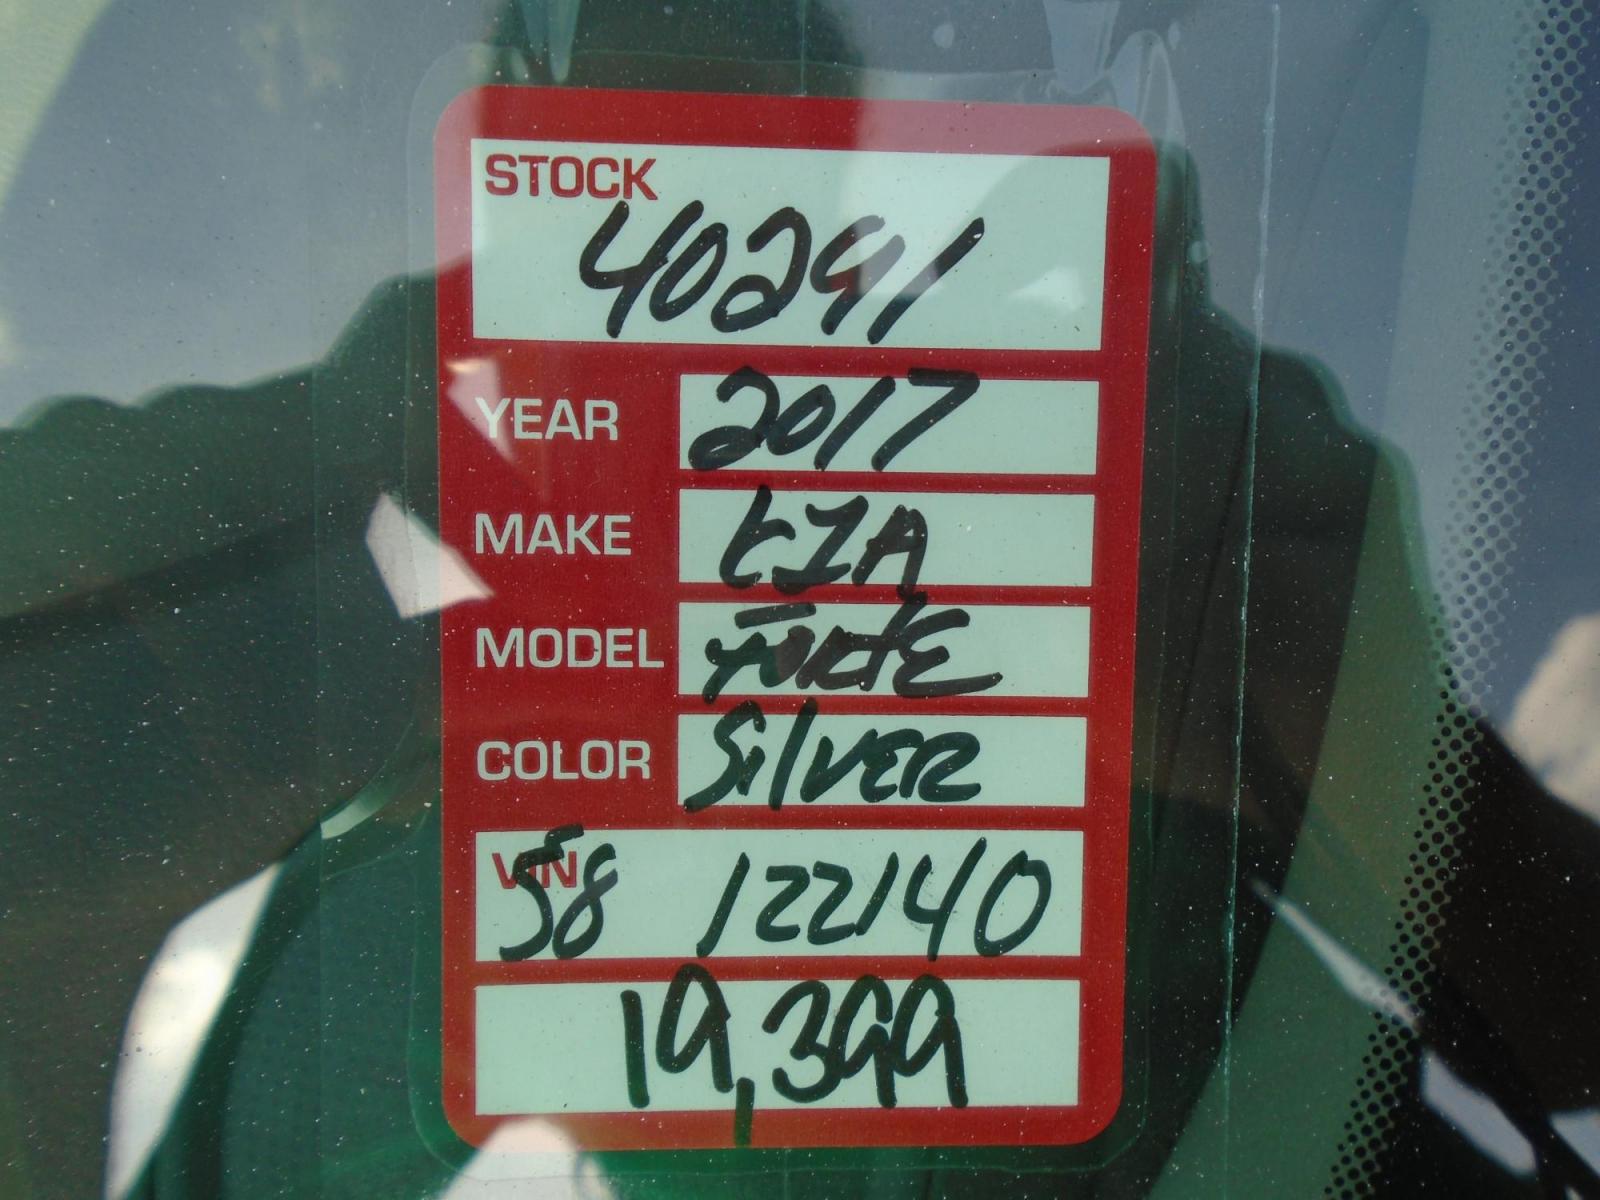 STOCK
40291
YEAR 2017
MAKE KIA
MODEL FORTE
COLOR SilVER
VIN 58 122140
19,399